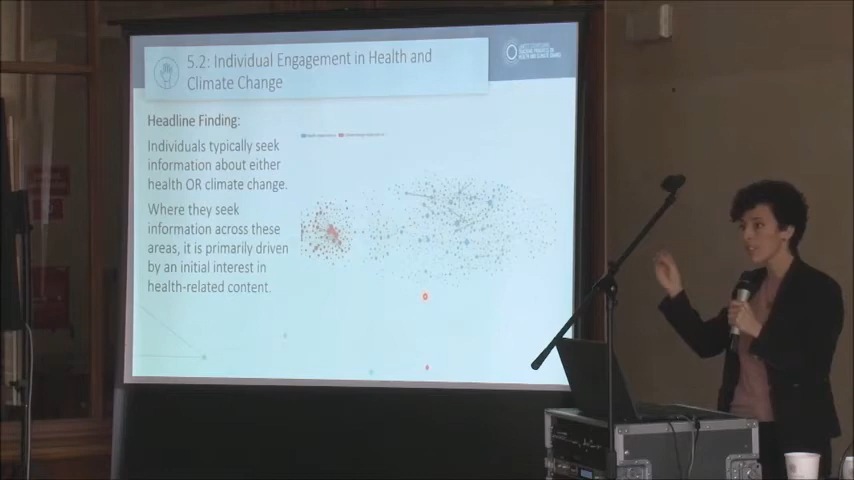 5.2: Individual Engagement in Health and
Climate Change
Headline Finding:
Individuals typically seek
information about either
health OR climate change.
Where they seek
information across these
areas, it is primarily driven
by an initial interest in
health-related content.